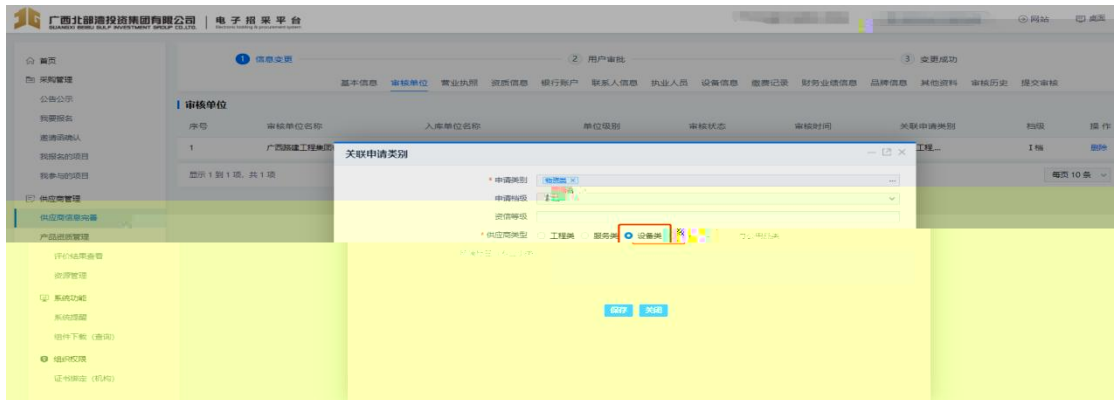 广西北部湾投资集团有限公司 电子招采平台
GUANGXI BEIBU GULF INVESTMENT GROUP CO.,LTD.
网站 桌面
首页
采购管理
公告公示
我要报名
邀请函确认
我报名的项目
我参与的项目
供应商管理
供应商信息完善
产品资质管理
评价结果查看
资源管理
系统功能
系统提醒
组件下载（查询）
组织权限
证书绑定（机构）
1 信息变更 2 用户审批 3 变更成功
基本信息 审核单位 营业执照 资质信息 银行账户 联系人信息 执业人员 设备信息 缴费记录 财务业绩信息 品牌信息 其他资料 审核历史 提交审核
审核单位
序号 审核单位名称 入库单位名称 单位级别 审核状态 审核时间 关联申请类别 档级 操作
1 广西路建工程集团 工程... I档 删除
显示 1 到 1 项，共 1 项 每页 10 条
关联申请类别
* 申请类别
申请档级
资信等级
* 供应商类型 工程类 服务类 设备类
保存 关闭